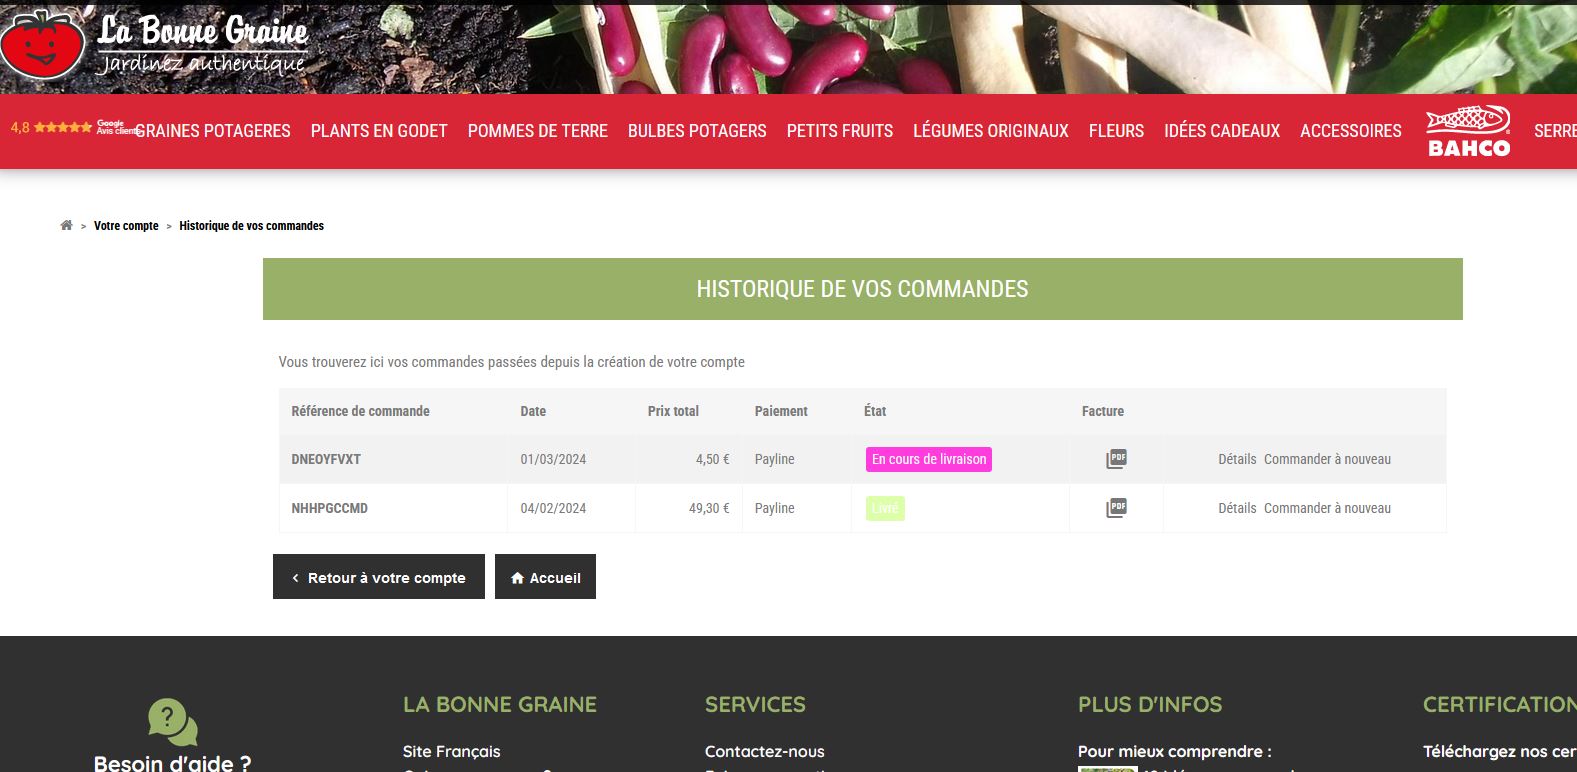 La Bonne Graine
Jardinez authentique
4,8 Google Avis clients
GRAINES POTAGERES PLANTS EN GODET POMMES DE TERRE BULBES POTAGERS PETITS FRUITS LÉGUMES ORIGINAUX FLEURS IDÉES CADEAUX ACCESSOIRES BAHCO SERRE
> Votre compte > Historique de vos commandes
HISTORIQUE DE VOS COMMANDES
Vous trouverez ici vos commandes passées depuis la création de votre compte
Référence de commande Date Prix total Paiement État Facture
DNEOYFVXT 01/03/2024 4,50 € Payline En cours de livraison PDF Détails Commander à nouveau
NHHPGCCMD 04/02/2024 49,30 € Payline Livré PDF Détails Commander à nouveau
Retour à votre compte Accueil
LA BONNE GRAINE SERVICES PLUS D'INFOS CERTIFICATION
Site Français Contactez-nous Pour mieux comprendre : Téléchargez nos cer
Besoin d'aide ?